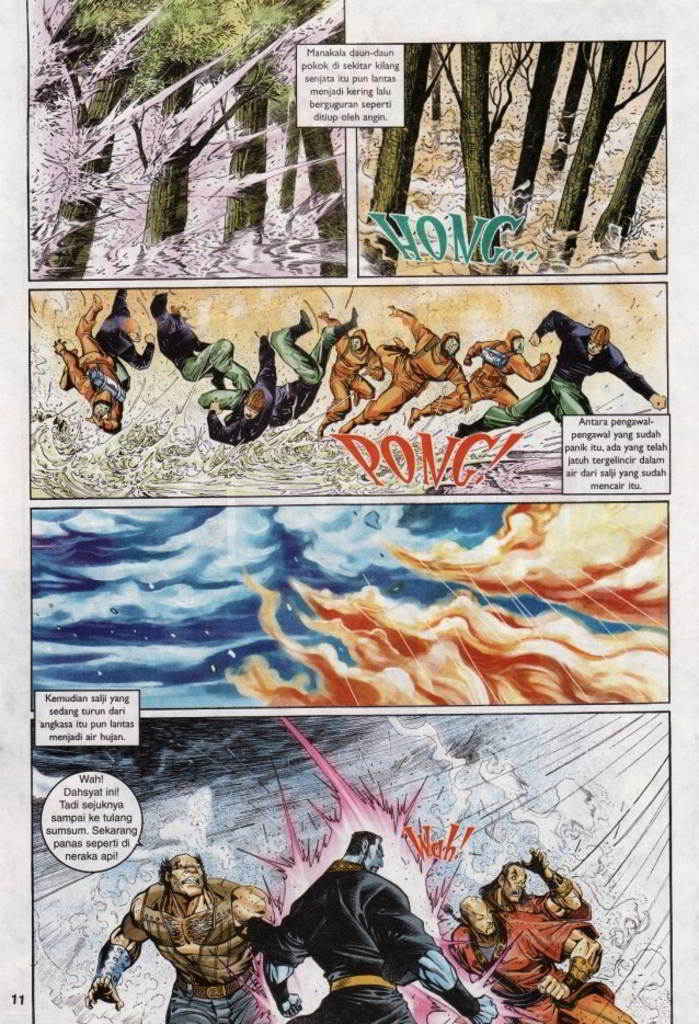 Manakala daun-daun
pokok di sekitar kilang
senjata itu pun lantas
menjadi kering lalu
berguguran seperti
ditiup oleh angin.
HONG...
PONG!
Antara pengawal-
pengawal yang sudah
panik itu, ada yang telah
jatuh tergelincir dalam
air dari salji yang sudah
mencair itu.
Kemudian salji yang
sedang turun dari
angkasa itu pun lantas
menjadi air hujan.
Wah!
Dahsyat ini!
Tadi sejuknya
sampai ke tulang
sumsum. Sekarang
panas seperti di
neraka api!
Wah!
11